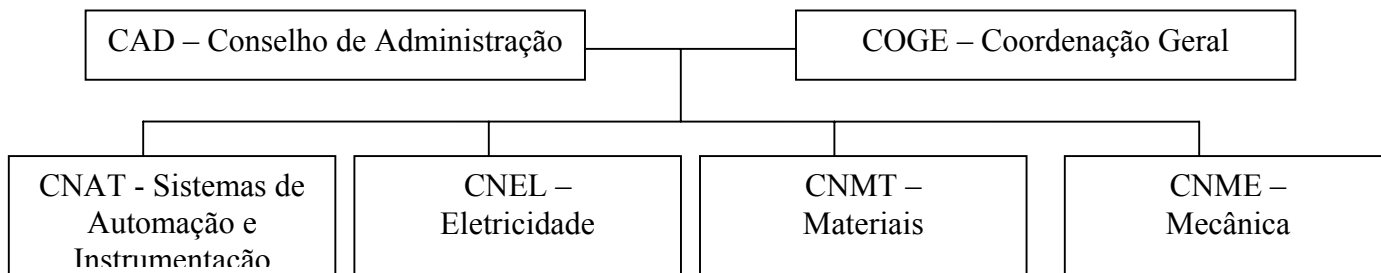 CAD – Conselho de Administração
COGE – Coordenação Geral
CNAT - Sistemas de
Automação e
Instrumentação
CNEL –
Eletricidade
CNMT –
Materiais
CNME –
Mecânica